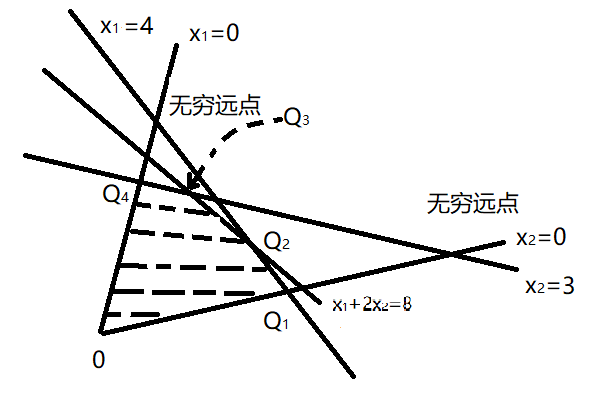 x₁=4
x₁=0
无穷远点
Q₃
Q₄
无穷远点
x₂=0
Q₂
x₂=3
x₁+2x₂=8
Q₁
0